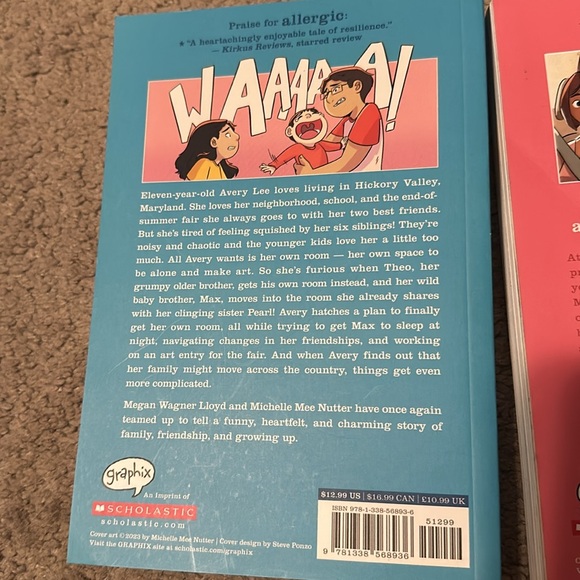 Praise for allergic:
★ "A heartachingly enjoyable tale of resilience."
— Kirkus Reviews, starred review
WAAAAA!
Eleven-year-old Avery Lee loves living in Hickory Valley,
Maryland. She loves her neighborhood, school, and the end-of-
summer fair she always goes to with her two best friends.
But she's tired of feeling squished by her six siblings! They're
noisy and chaotic and the younger kids love her a little too
much. All Avery wants is her own room — her own space to
be alone and make art. So she's furious when Theo, her
grumpy older brother, gets his own room instead, and her wild
baby brother, Max, moves into the room she already shares
with her clinging sister Pearl! Avery hatches a plan to finally
get her own room, all while trying to get Max to sleep at
night, navigating changes in her friendships, and working
on an art entry for the fair. And when Avery finds out that
her family might move across the country, things get even
more complicated.
Megan Wagner Lloyd and Michelle Mee Nutter have once again
teamed up to tell a funny, heartfelt, and charming story of
family, friendship, and growing up.
graphix
An Imprint of
SCHOLASTIC
scholastic.com
Cover art © 2023 by Michelle Mee Nutter | Cover design by Steve Ponzo
Visit the GRAPHIX site at scholastic.com/graphix
$12.99 US | $16.99 CAN | £10.99 UK
ISBN 978-1-338-56893-6
51299
9 781338 568936